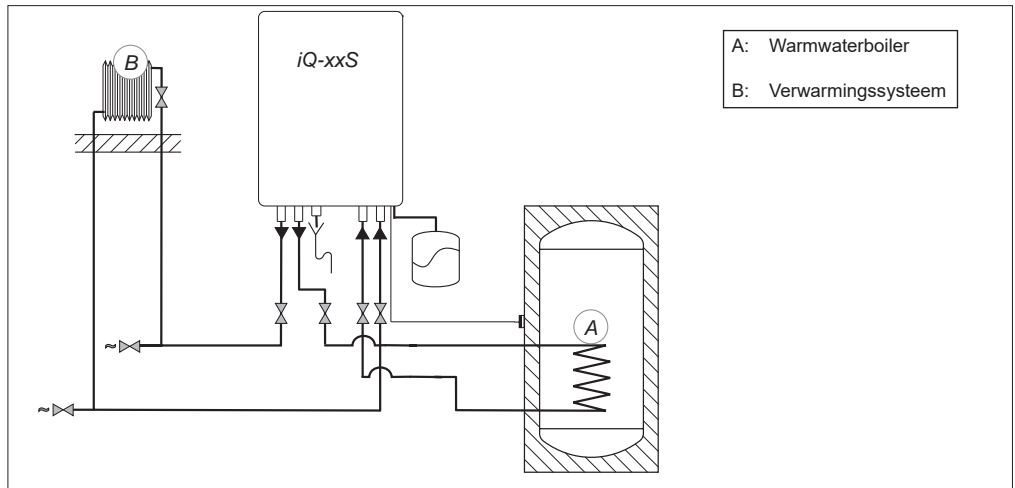 B
iQ-xxS
A: Warmwaterboiler
B: Verwarmingssysteem
A
≈
≈